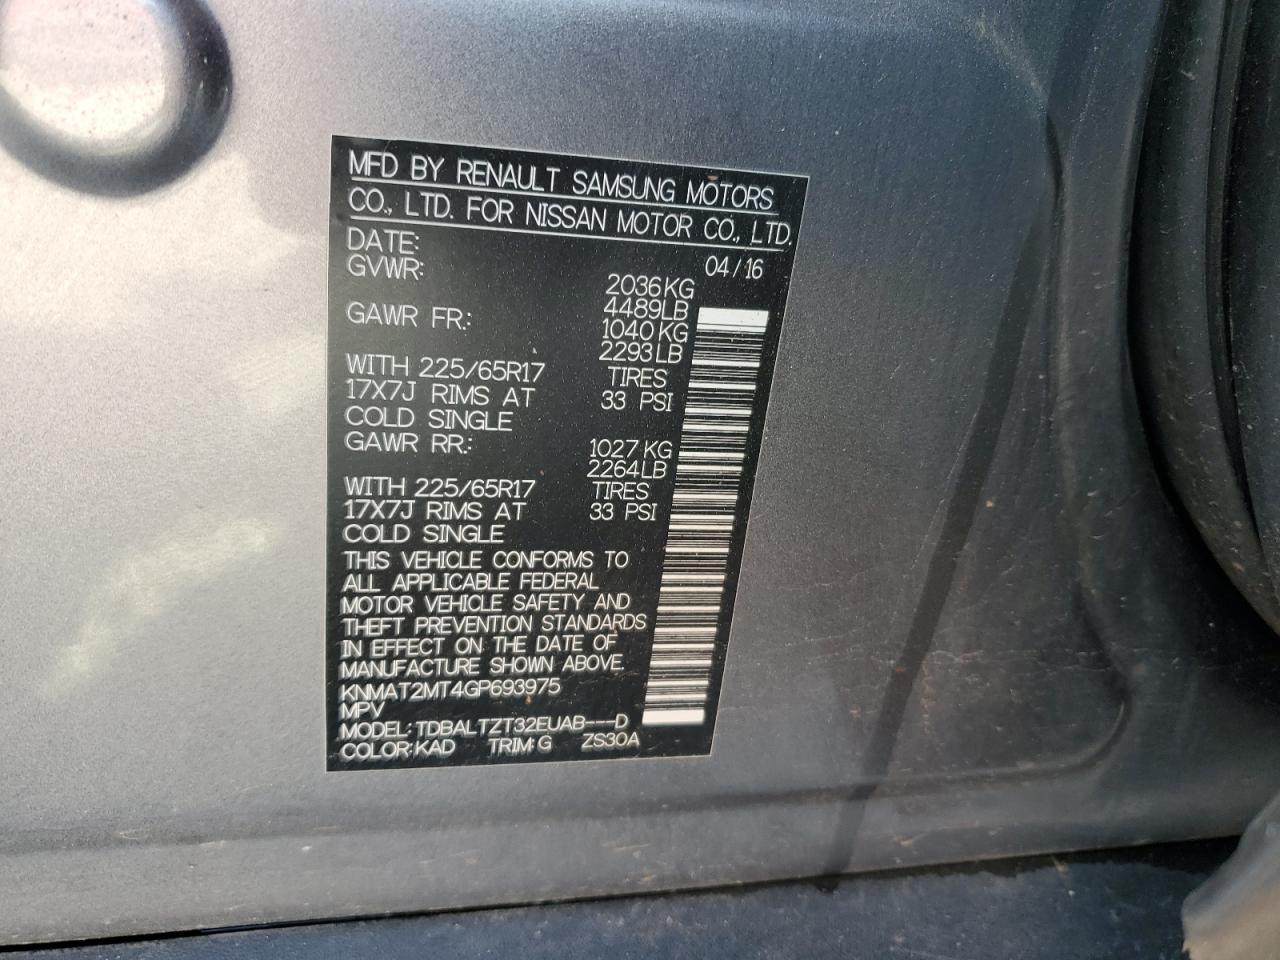 MFD BY RENAULT SAMSUNG MOTORS
CO., LTD. FOR NISSAN MOTOR CO., LTD.
DATE: 04/16
GVWR: 2036KG
4489LB
GAWR FR.: 1040KG
2293LB
WITH 225/65R17 TIRES
17X7J RIMS AT 33 PSI
COLD SINGLE
GAWR RR.: 1027KG
2264LB
WITH 225/65R17 TIRES
17X7J RIMS AT 33 PSI
COLD SINGLE
THIS VEHICLE CONFORMS TO
ALL APPLICABLE FEDERAL
MOTOR VEHICLE SAFETY AND
THEFT PREVENTION STANDARDS
IN EFFECT ON THE DATE OF
MANUFACTURE SHOWN ABOVE.
KNMAT2MT4GP693975
MPV
MODEL: TDBALTZT32EUAB---D
COLOR: KAD TRIM: G ZS30A